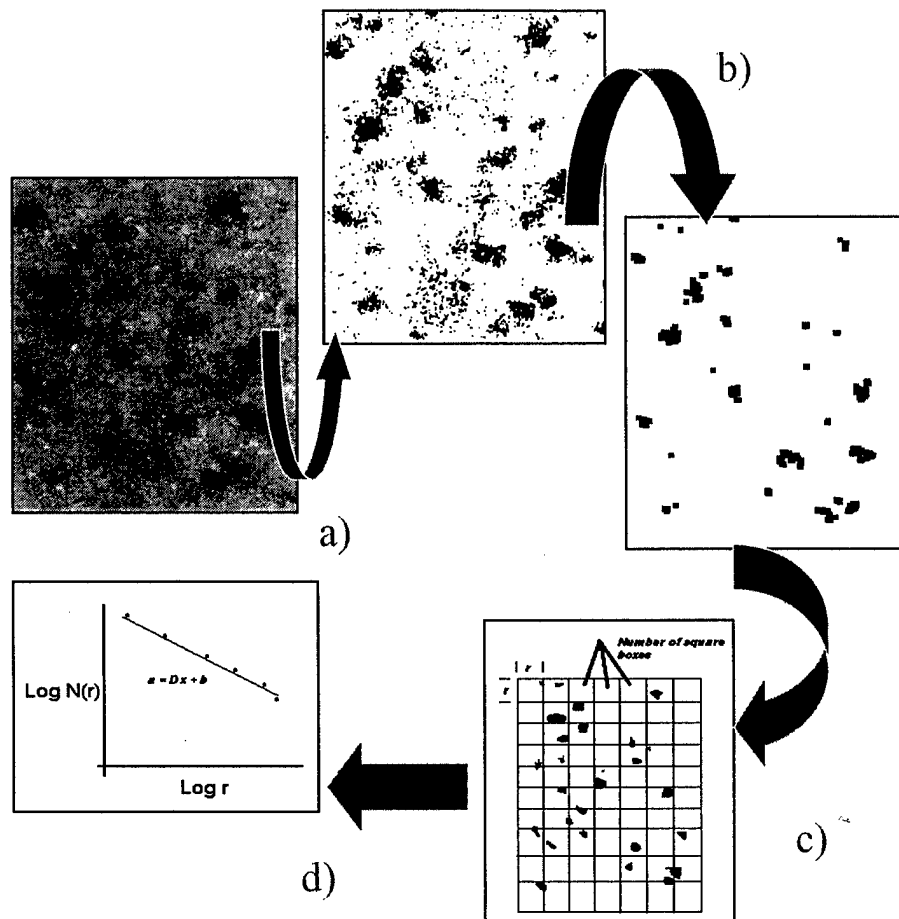 b)
a)
Number of square
boxes
r
r
Log N(r)
a = Dx + b
Log r
c)
d)